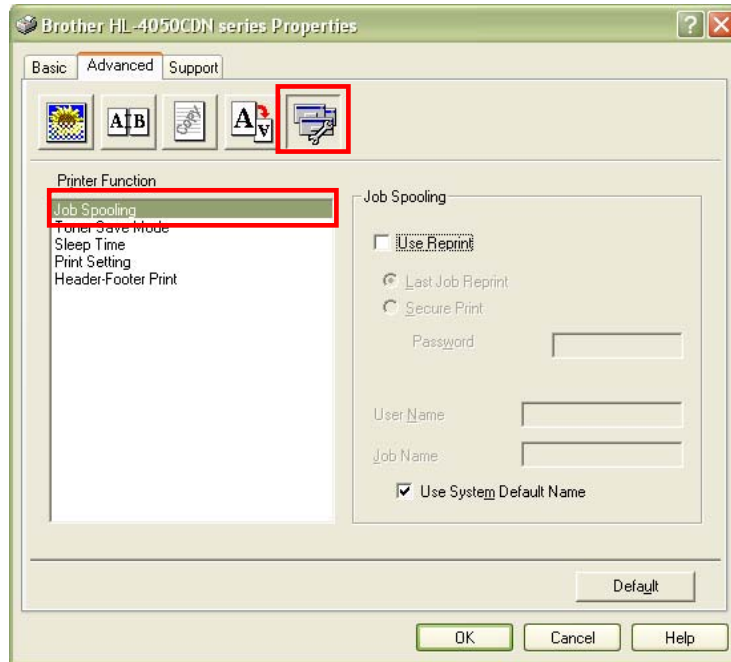 Brother HL-4050CDN series Properties
Basic Advanced Support
A B A A
Printer Function
Job Spooling
Toner Save Mode
Sleep Time
Print Setting
Header-Footer Print
Job Spooling
Use Reprint
Last Job Reprint
Secure Print
Password
User Name
Job Name
Use System Default Name
Default
OK Cancel Help